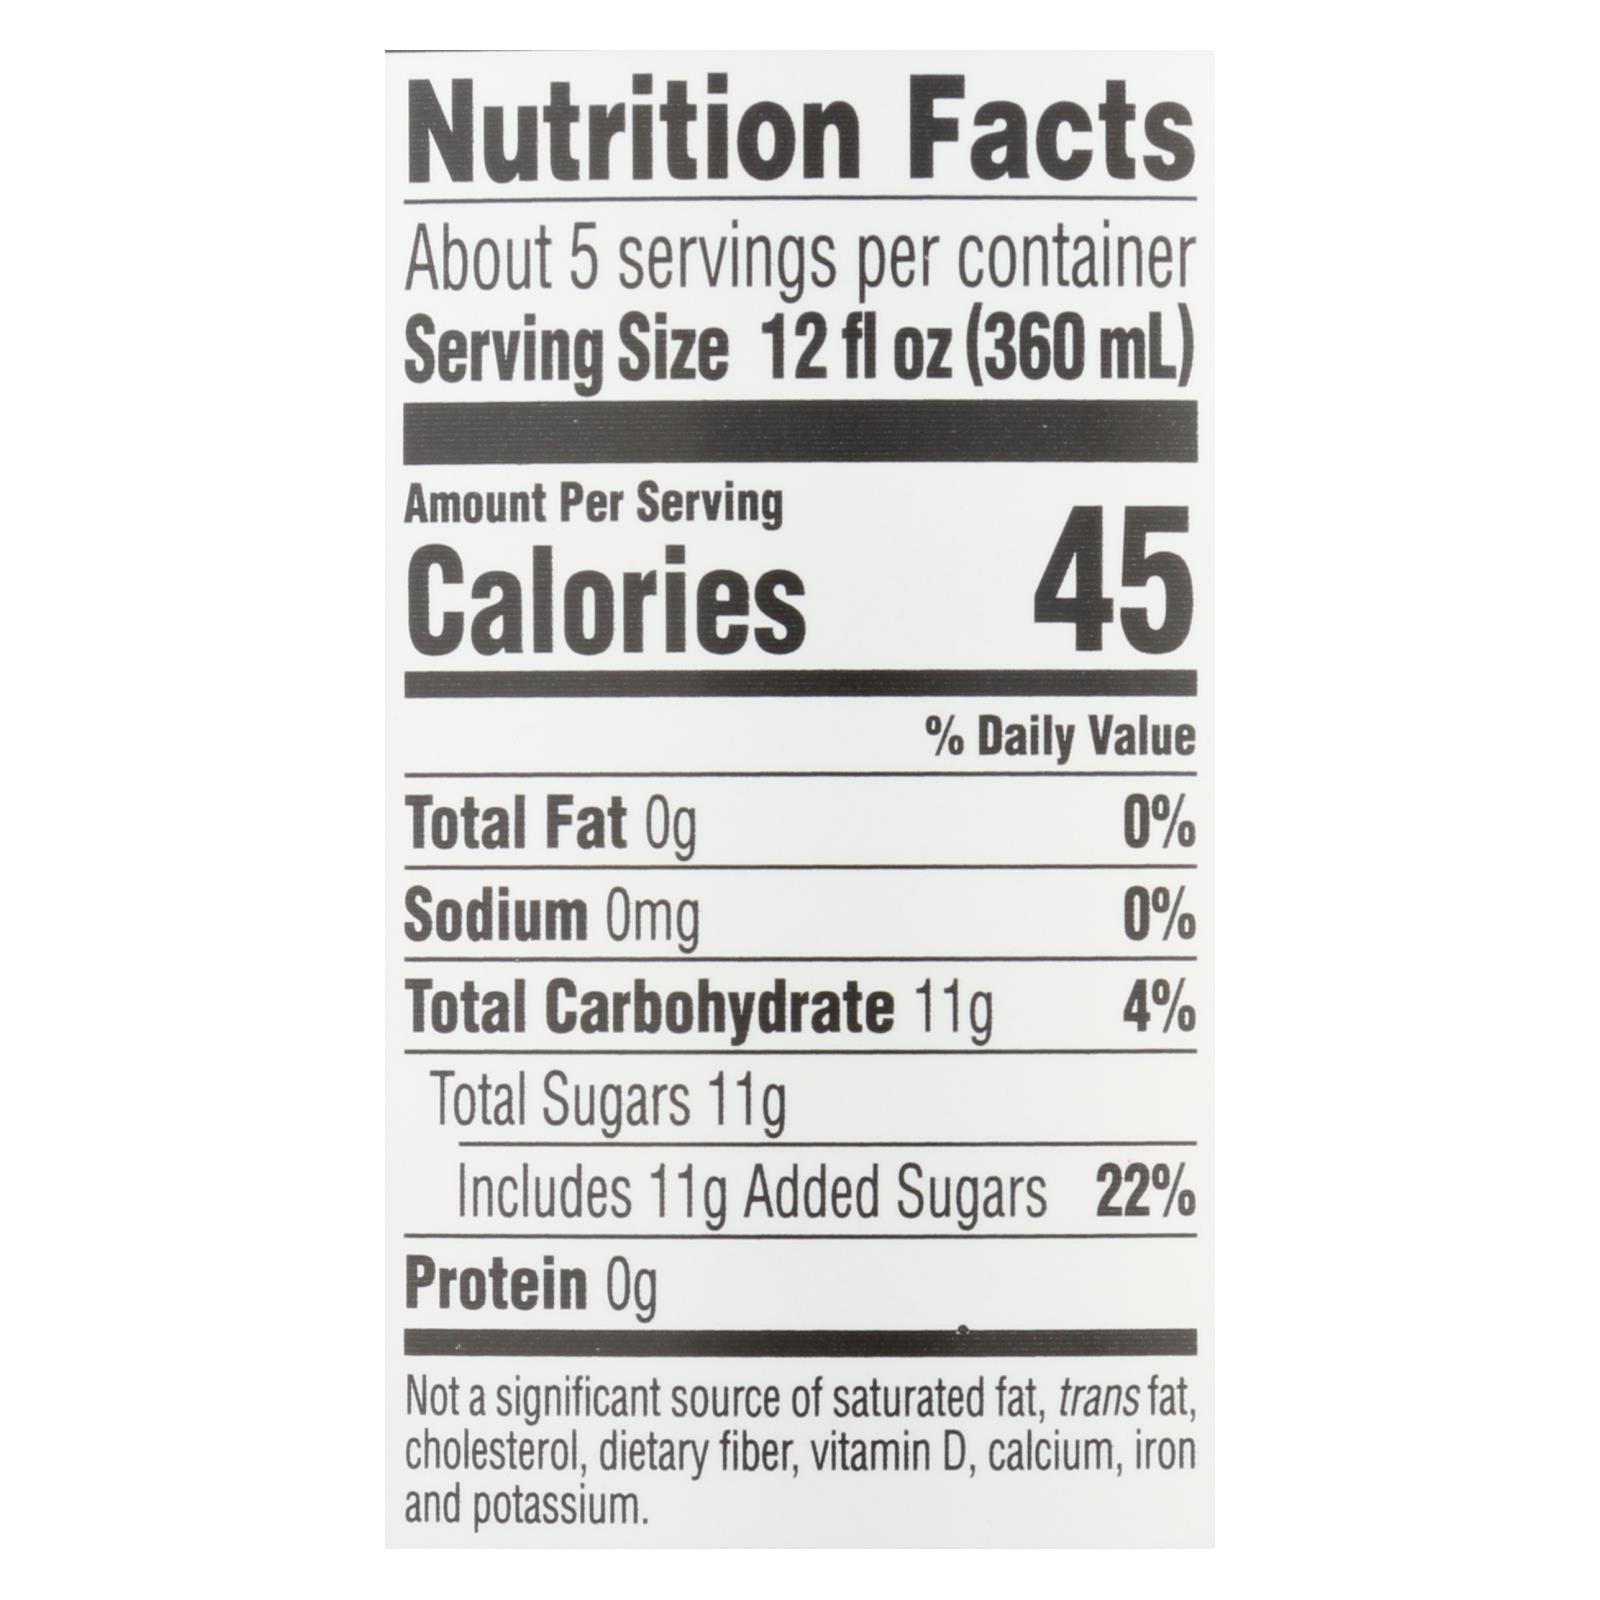 Nutrition Facts
About 5 servings per container
Serving Size 12 fl oz (360 mL)
Amount Per Serving
Calories 45
% Daily Value
Total Fat 0g 0%
Sodium 0mg 0%
Total Carbohydrate 11g 4%
Total Sugars 11g
Includes 11g Added Sugars 22%
Protein 0g
Not a significant source of saturated fat, trans fat,
cholesterol, dietary fiber, vitamin D, calcium, iron
and potassium.